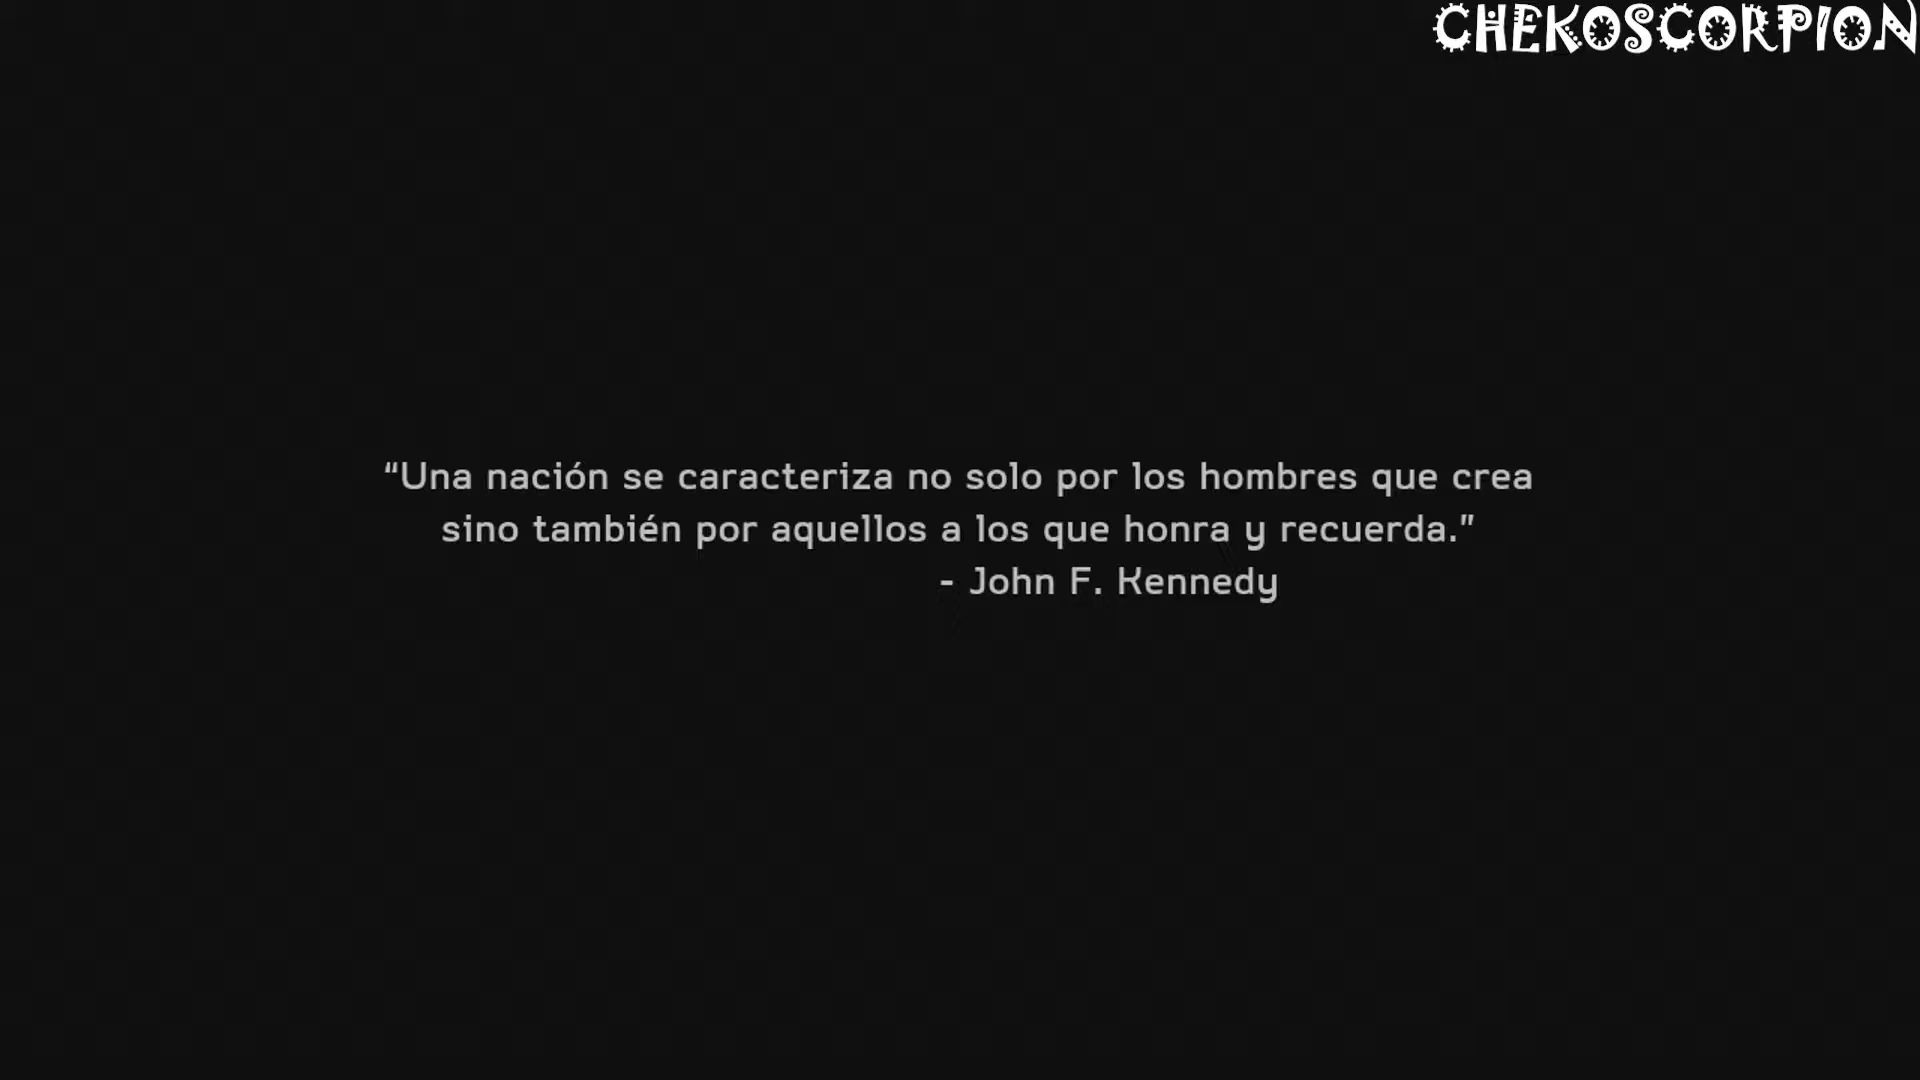 CHEKOSCORPION
“Una nación se caracteriza no solo por los hombres que crea
sino también por aquellos a los que honra y recuerda.”
- John F. Kennedy